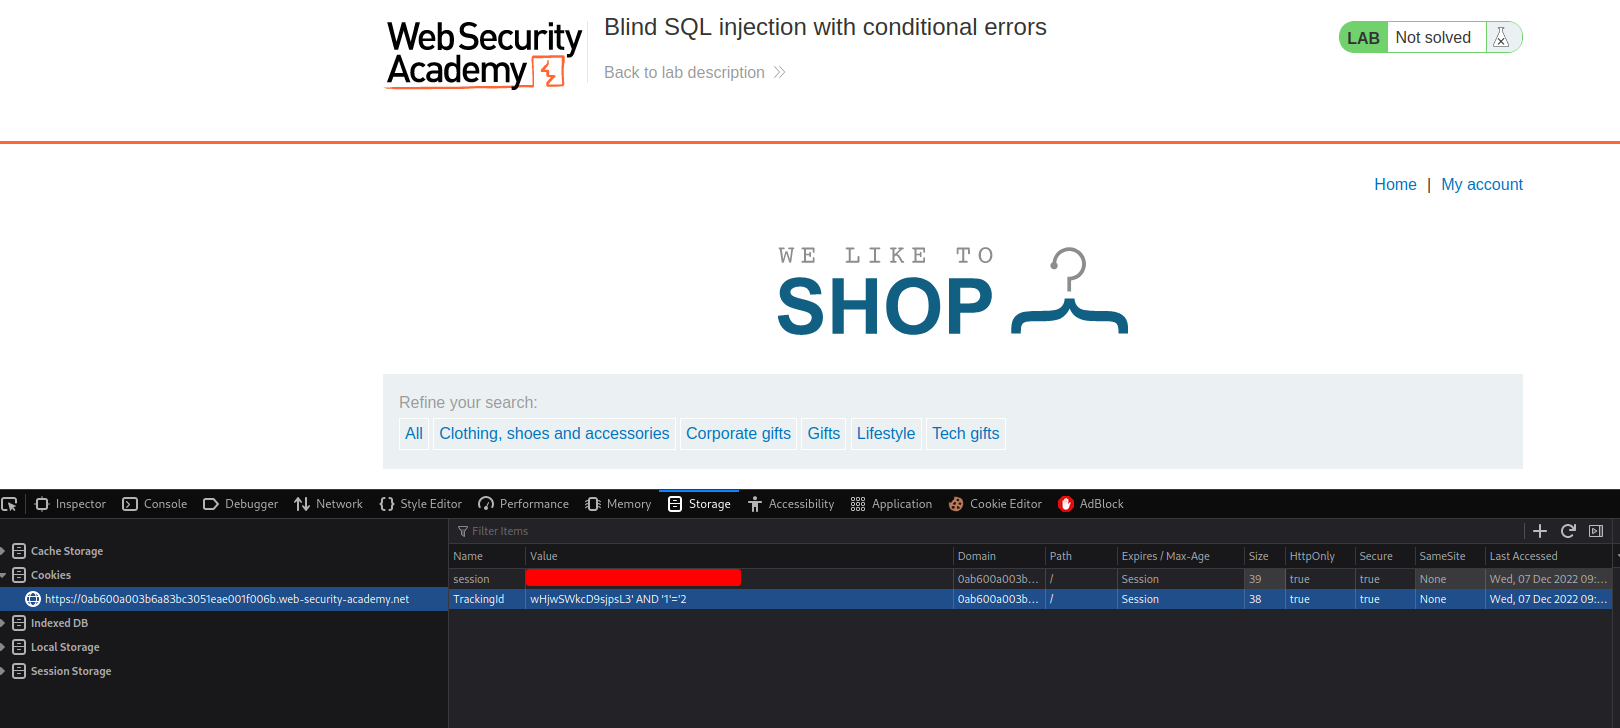 Web Security
Academy
Blind SQL injection with conditional errors
Back to lab description
LAB Not solved
Home | My account
WE LIKE TO
SHOP
Refine your search:
All Clothing, shoes and accessories Corporate gifts Gifts Lifestyle Tech gifts
Inspector Console Debugger Network Style Editor Performance Memory Storage Accessibility Application Cookie Editor AdBlock
Filter Items
Cache Storage
Cookies
https://0ab600a003b6a83bc3051eae001f006b.web-security-academy.net
Indexed DB
Local Storage
Session Storage
Name Value Domain Path Expires / Max-Age Size HttpOnly Secure SameSite Last Accessed
session 0ab600a003b... / Session 39 true true None Wed, 07 Dec 2022 09:...
TrackingId wHjwSWkcD9sjpsL3' AND '1'='2 0ab600a003b... / Session 38 true true None Wed, 07 Dec 2022 09:...